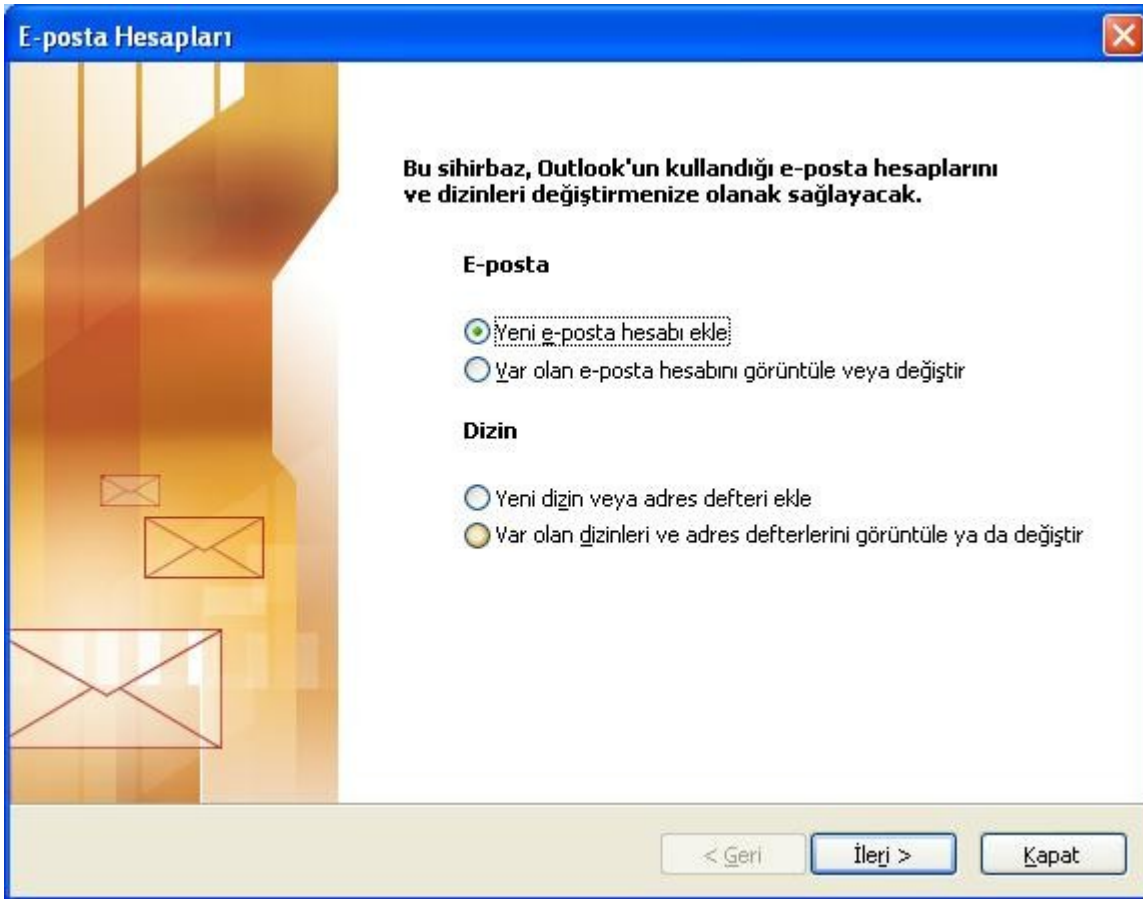 E-posta Hesapları
Bu sihirbaz, Outlook'un kullandığı e-posta hesaplarını
ve dizinleri değiştirmenize olanak sağlayacak.
E-posta
Yeni e-posta hesabı ekle
Var olan e-posta hesabını görüntüle veya değiştir
Dizin
Yeni dizin veya adres defteri ekle
Var olan dizinleri ve adres defterlerini görüntüle ya da değiştir
< Geri İleri > Kapat